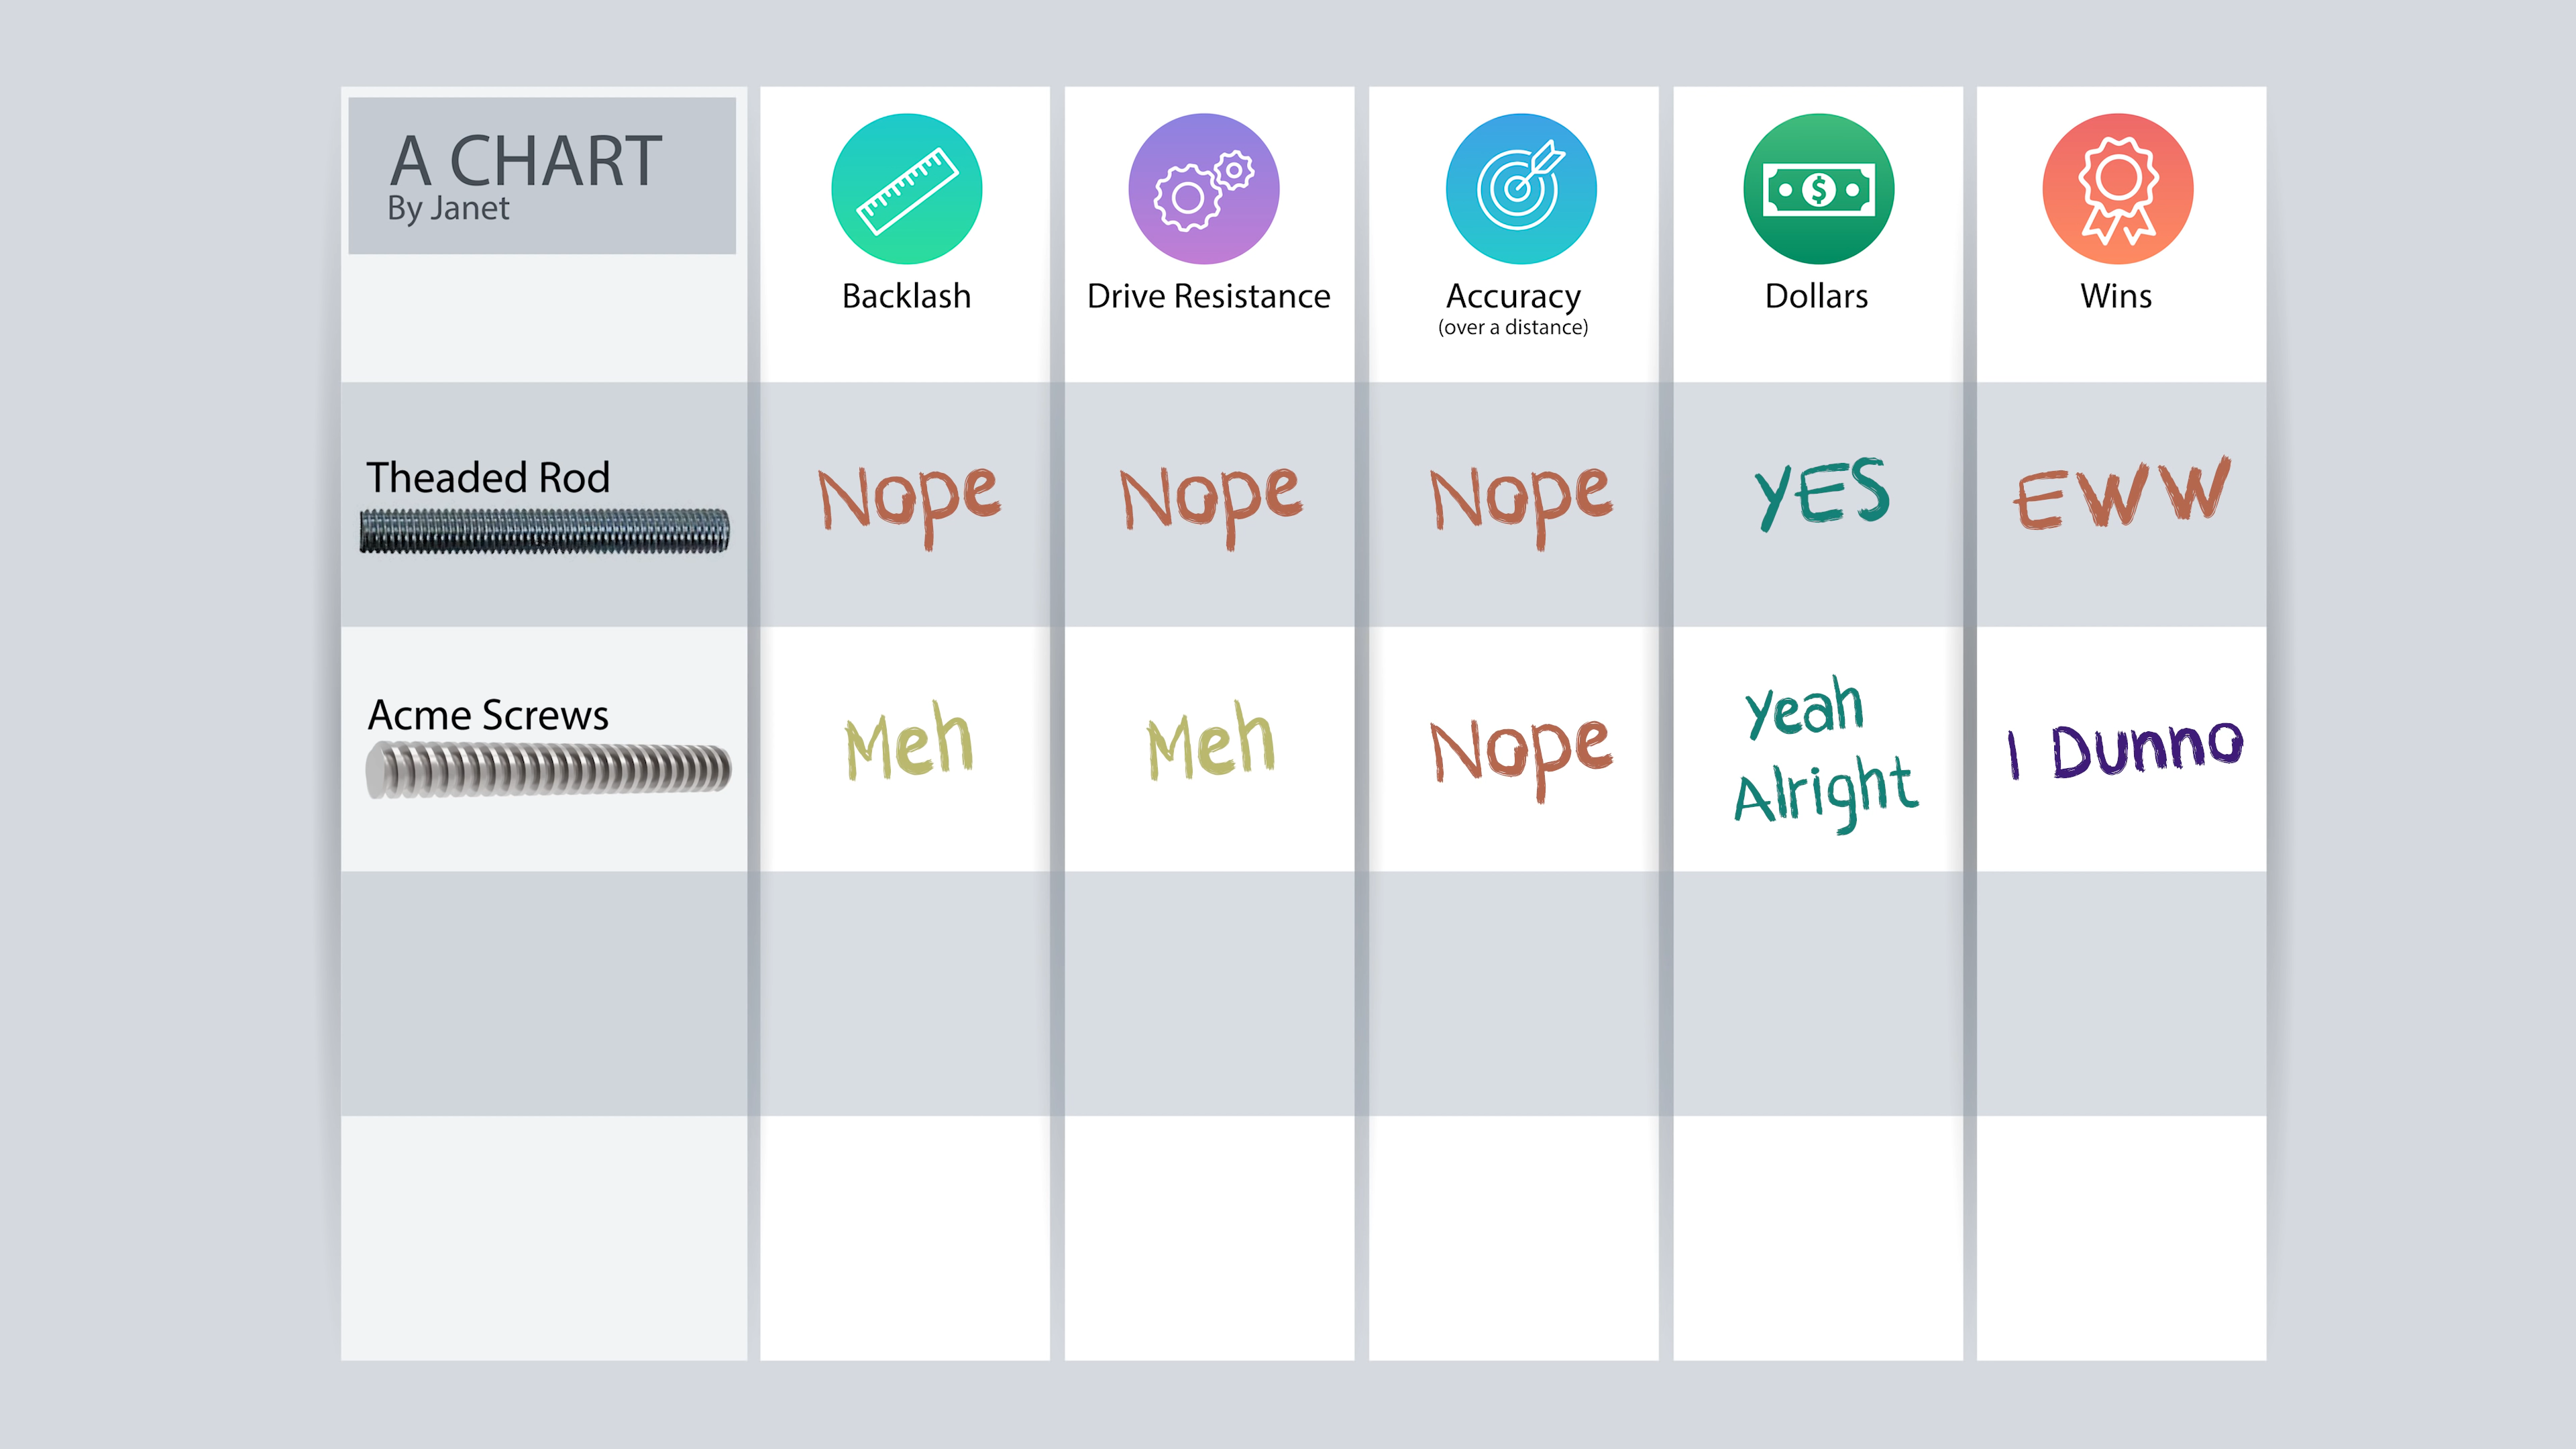 A CHART
By Janet
Backlash
Drive Resistance
Accuracy
(over a distance)
Dollars
$
Wins
Theaded Rod
Nope
Nope
Nope
YES
EWW
Acme Screws
Meh
Meh
Nope
Yeah
Alright
I Dunno